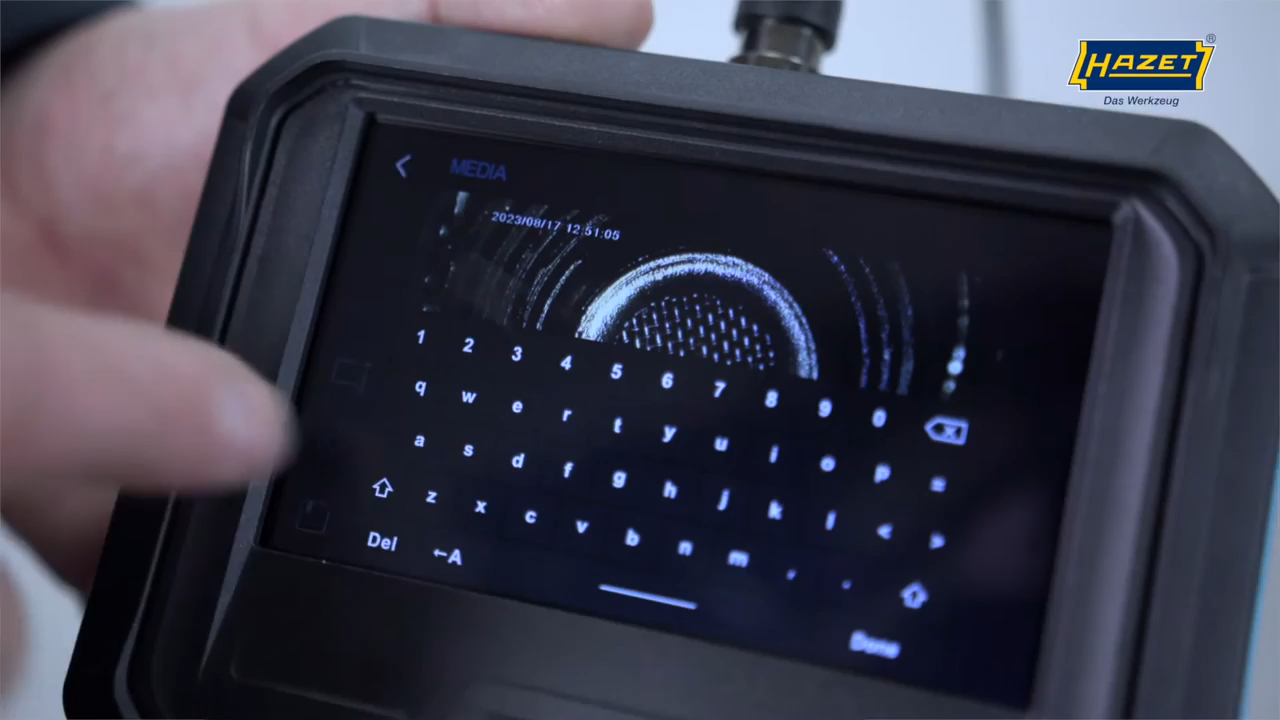 HAZET®
Das Werkzeug
MEDIA
2023/08/17 12:51:05
1 2 3 4 5 6 7 8 9 0
q w e r t y u i o p =
a s d f g h j k l < >
z x c v b n m , .
Del ←A
Done